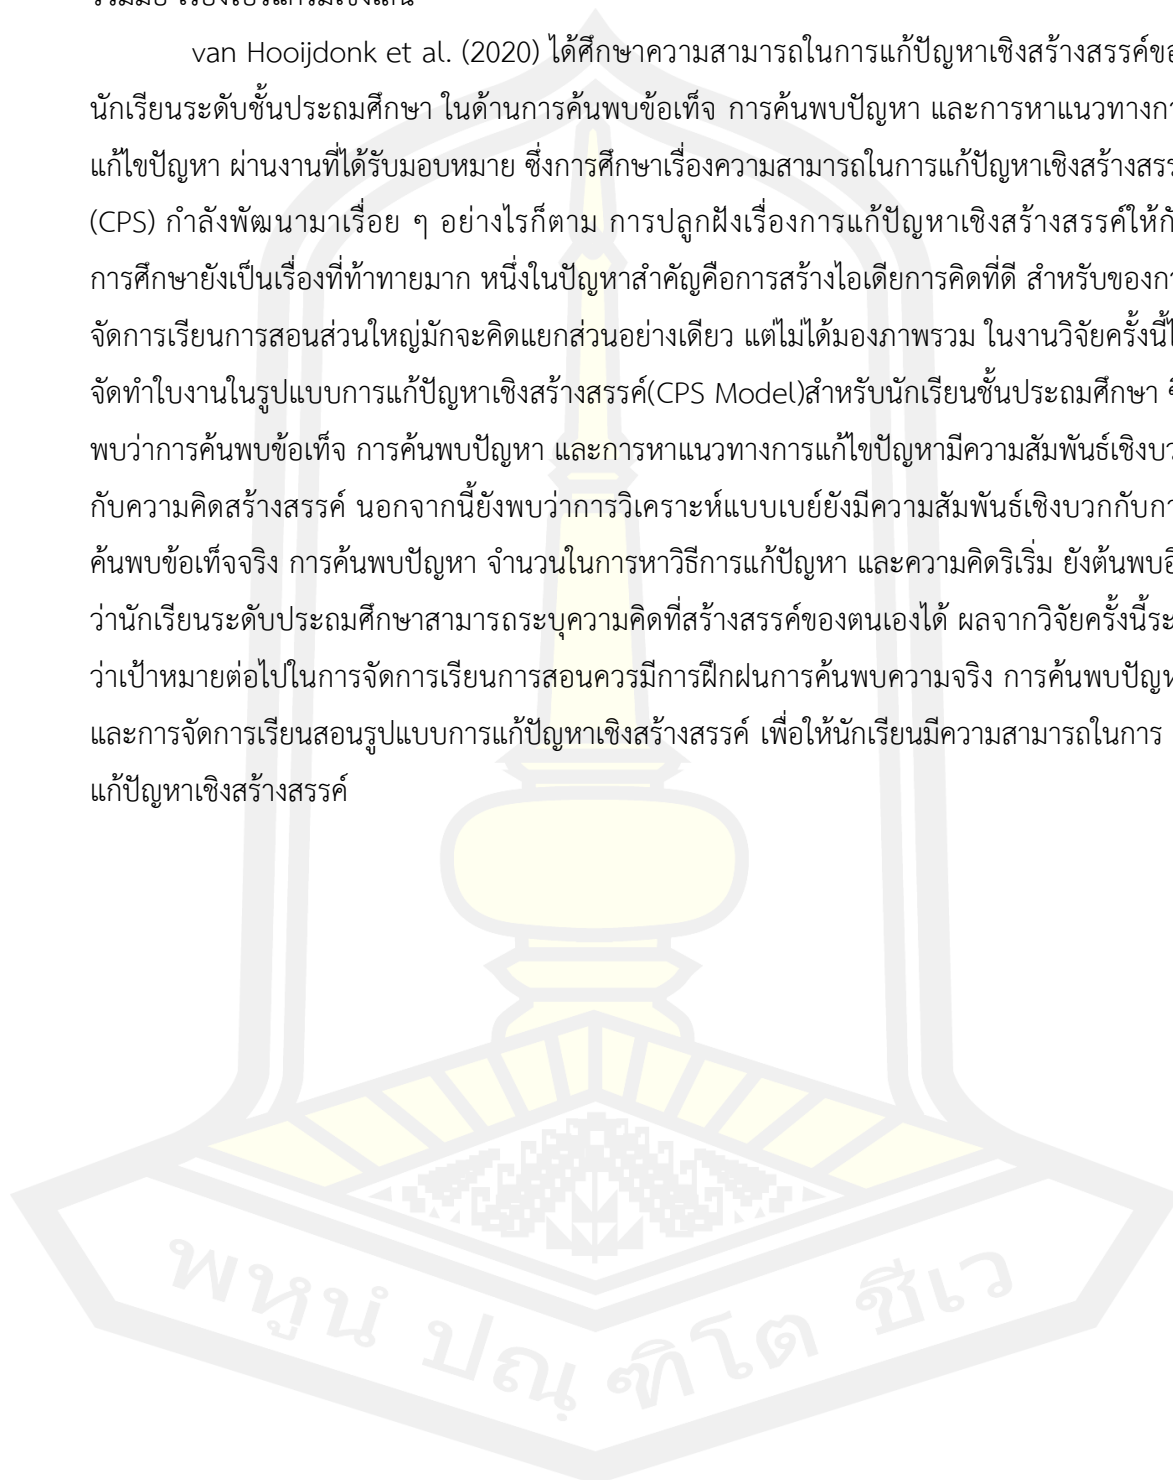 ร่วมมือ เรื่องโปรแกรมเชิงเส้น
van Hooijdonk et al. (2020) ได้ศึกษาความสามารถในการแก้ปัญหาเชิงสร้างสรรค์ขอ
นักเรียนระดับชั้นประถมศึกษา ในด้านการค้นพบข้อเท็จ การค้นพบปัญหา และการหาแนวทางกา
แก้ไขปัญหา ผ่านงานที่ได้รับมอบหมาย ซึ่งการศึกษาเรื่องความสามารถในการแก้ปัญหาเชิงสร้างสรร
(CPS) กำลังพัฒนามาเรื่อย ๆ อย่างไรก็ตาม การปลูกฝังเรื่องการแก้ปัญหาเชิงสร้างสรรค์ให้กั
การศึกษายังเป็นเรื่องที่ท้าทายมาก หนึ่งในปัญหาสำคัญคือการสร้างไอเดียการคิดที่ดี สำหรับของกา
จัดการเรียนการสอนส่วนใหญ่มักจะคิดแยกส่วนอย่างเดียว แต่ไม่ได้มองภาพรวม ในงานวิจัยครั้งนี้ไ
จัดทำใบงานในรูปแบบการแก้ปัญหาเชิงสร้างสรรค์(CPS Model)สำหรับนักเรียนชั้นประถมศึกษา ซึ
พบว่าการค้นพบข้อเท็จ การค้นพบปัญหา และการหาแนวทางการแก้ไขปัญหามีความสัมพันธ์เชิงบว
กับความคิดสร้างสรรค์ นอกจากนี้ยังพบว่าการวิเคราะห์แบบเบย์ยังมีความสัมพันธ์เชิงบวกกับกา
ค้นพบข้อเท็จจริง การค้นพบปัญหา จำนวนในการหาวิธีการแก้ปัญหา และความคิดริเริ่ม ยังต้นพบอี
ว่านักเรียนระดับประถมศึกษาสามารถระบุความคิดที่สร้างสรรค์ของตนเองได้ ผลจากวิจัยครั้งนี้ระ
ว่าเป้าหมายต่อไปในการจัดการเรียนการสอนควรมีการฝึกฝนการค้นพบความจริง การค้นพบปัญห
และการจัดการเรียนสอนรูปแบบการแก้ปัญหาเชิงสร้างสรรค์ เพื่อให้นักเรียนมีความสามารถในการ
แก้ปัญหาเชิงสร้างสรรค์
พหูนํ ปณฺฑิโต ชีเว